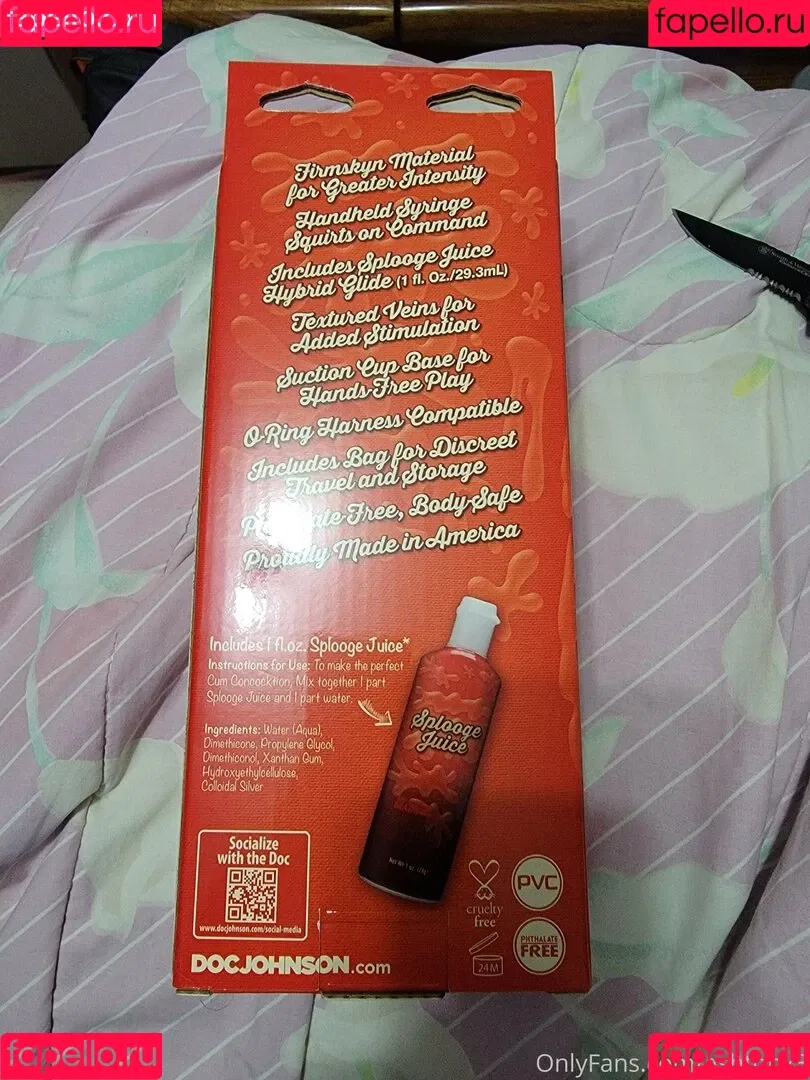 fapello.ru
fapello.ru
Firmskyn Material
for Greater Intensity
Handheld Syringe
Squirts on Command
Includes Splooge Juice
Hybrid Glide (1 fl. Oz./29.3mL)
Textured Veins for
Added Stimulation
Suction Cup Base for
Hands-Free Play
O-Ring Harness Compatible
Includes Bag for Discreet
Travel and Storage
Free, Body-Safe
Proudly Made in America
Includes 1 fl.oz. Splooge Juice*
Instructions for Use: To make the perfect
Cum Concocktion, Mix together 1 part
Splooge Juice and 1 part water.
Ingredients: Water (Aqua),
Dimethicone, Propylene Glycol,
Dimethiconol, Xanthan Gum,
Hydroxyethylcellulose,
Colloidal Silver
Splooge
Juice
Socialize
with the Doc
www.docjohnson.com/social-media
DOCJOHNSON.com
cruelty
free
24M
PVC
PHTHALATE
FREE
fapello.ru
fapello.ru